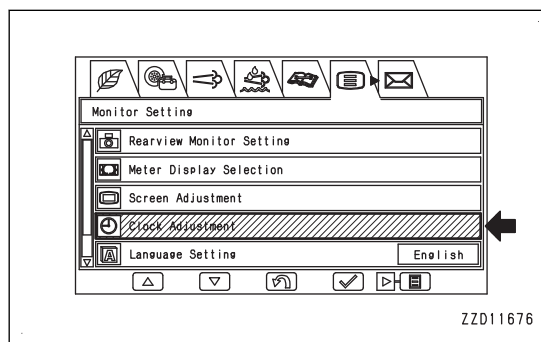 Monitor Setting
Rearview Monitor Setting
Meter Display Selection
Screen Adjustment
Clock Adjustment
Language Setting English
ZZD11676